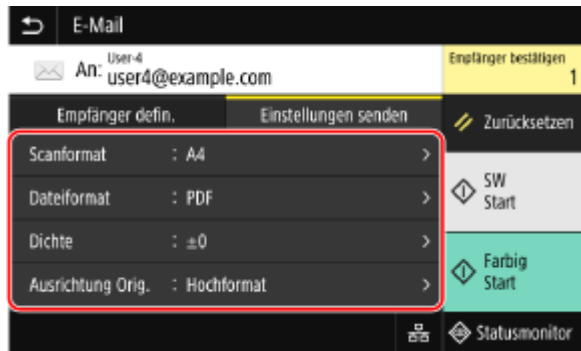 E-Mail
An: User-4
user4@example.com
Empfänger bestätigen
1
Empfänger defin.
Einstellungen senden
Zurücksetzen
Scanformat : A4
Dateiformat : PDF
Dichte : ±0
Ausrichtung Orig. : Hochformat
SW
Start
Farbig
Start
Statusmonitor